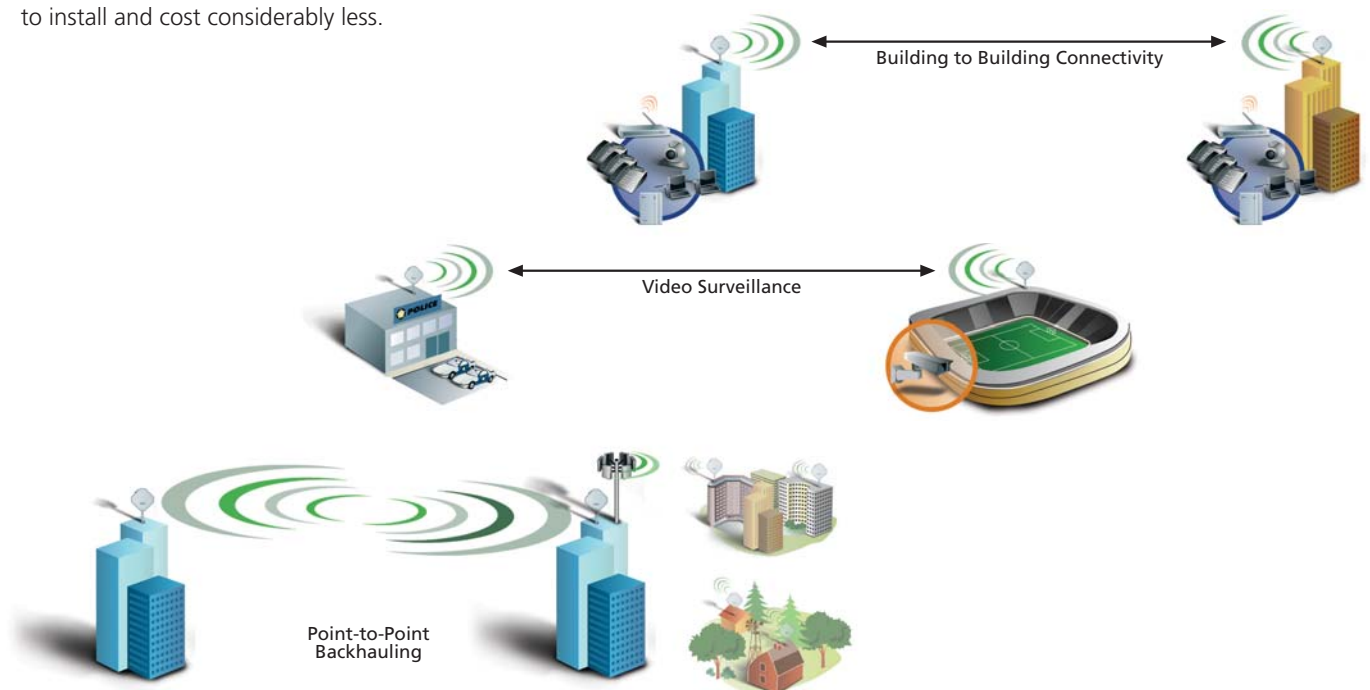 to install and cost considerably less.
Building to Building Connectivity
Video Surveillance
POLICE
Point-to-Point
Backhauling